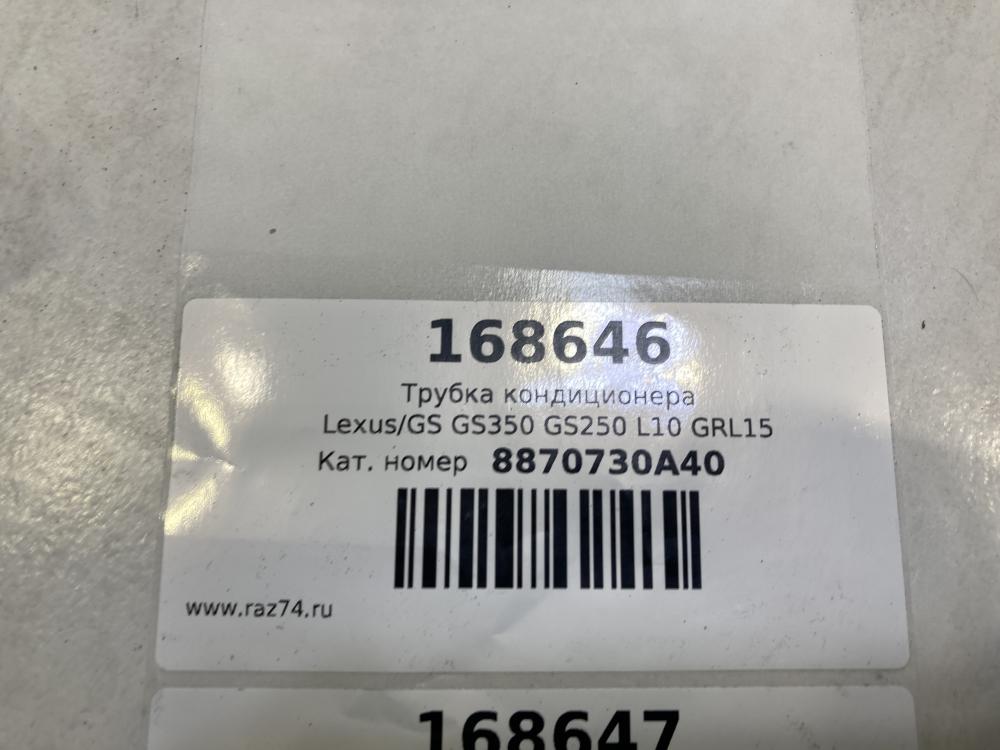 168646
Трубка кондиционера
Lexus/GS GS350 GS250 L10 GRL15
Кат. номер 8870730A40
www.raz74.ru
168647